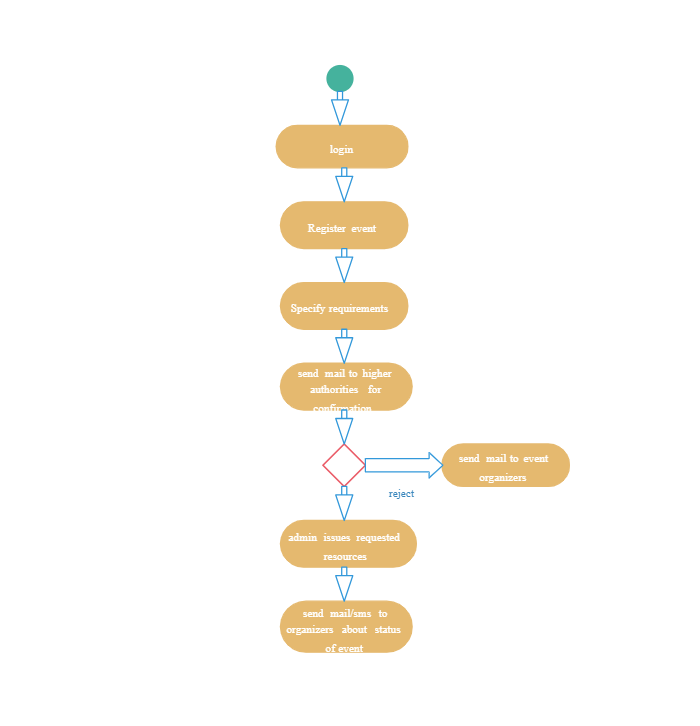 login
Register event
Specify requirements
send mail to higher
authorities for
confirmation
send mail to event
organizers
reject
admin issues requested
resources
send mail/sms to
organizers about status
of event